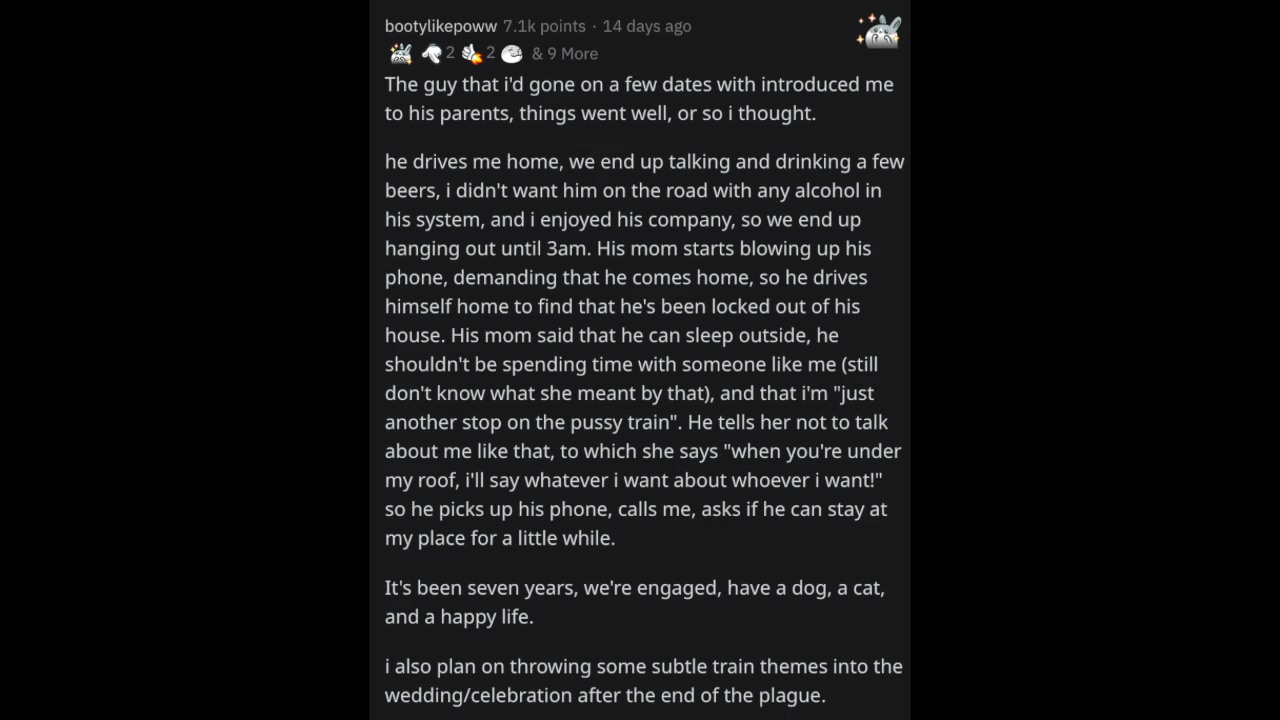 bootylikepoww 7.1k points · 14 days ago
2 2 & 9 More
The guy that i'd gone on a few dates with introduced me
to his parents, things went well, or so i thought.
he drives me home, we end up talking and drinking a few
beers, i didn't want him on the road with any alcohol in
his system, and i enjoyed his company, so we end up
hanging out until 3am. His mom starts blowing up his
phone, demanding that he comes home, so he drives
himself home to find that he's been locked out of his
house. His mom said that he can sleep outside, he
shouldn't be spending time with someone like me (still
don't know what she meant by that), and that i'm "just
another stop on the pussy train". He tells her not to talk
about me like that, to which she says "when you're under
my roof, i'll say whatever i want about whoever i want!"
so he picks up his phone, calls me, asks if he can stay at
my place for a little while.
It's been seven years, we're engaged, have a dog, a cat,
and a happy life.
i also plan on throwing some subtle train themes into the
wedding/celebration after the end of the plague.